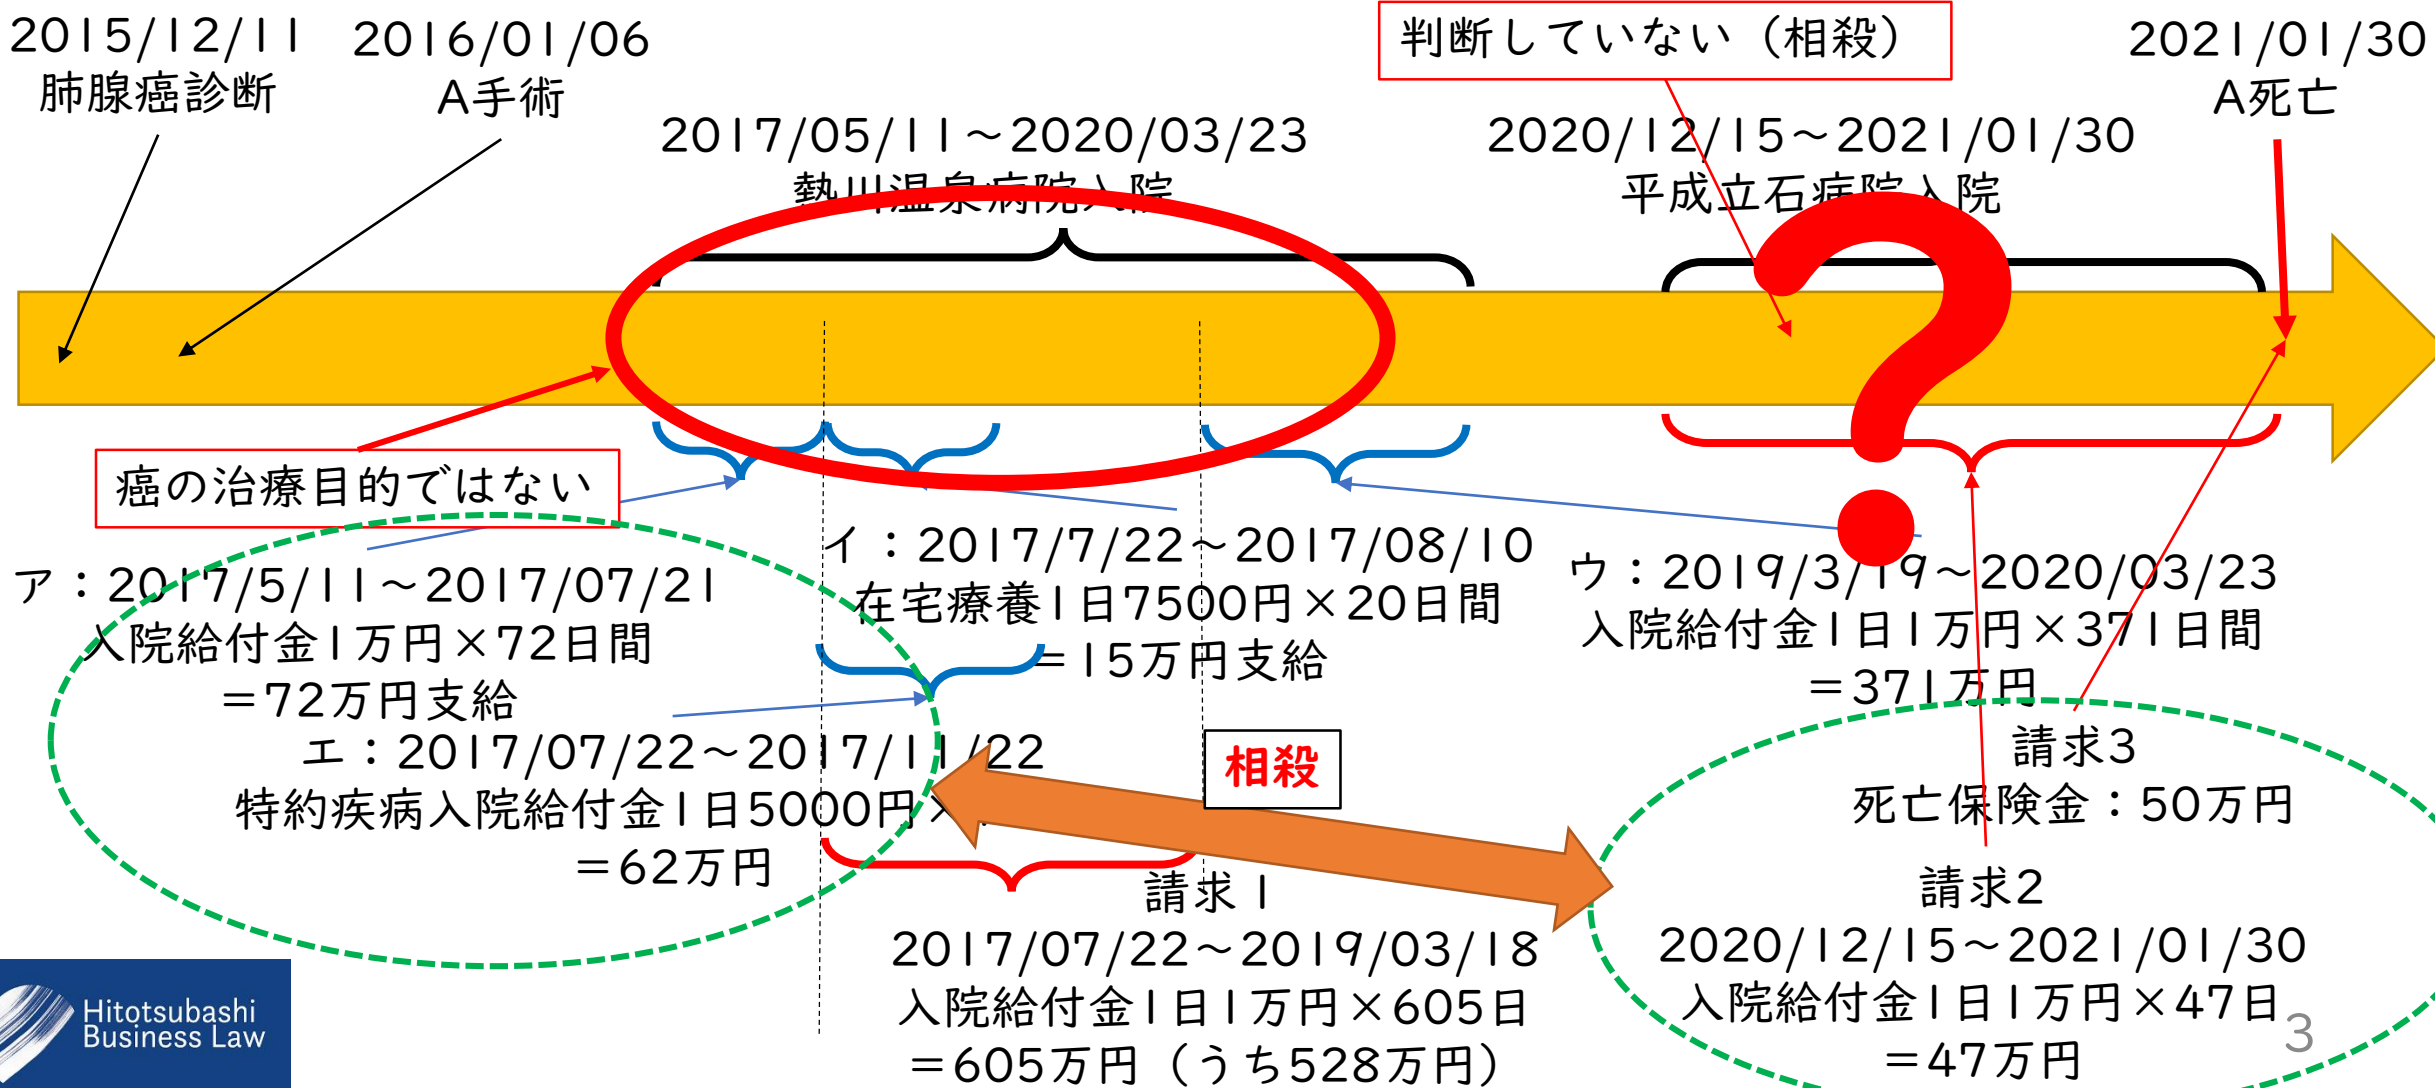 2015/12/11
肺腺癌診断
2016/01/06
A手術
判断していない（相殺）
2021/01/30
A死亡
2017/05/11～2020/03/23
熱川温泉病院入院
2020/12/15～2021/01/30
平成立石病院入院
癌の治療目的ではない
ア：2017/5/11～2017/07/21
入院給付金1万円×72日間
＝72万円支給
イ：2017/7/22～2017/08/10
在宅療養1日7500円×20日間
＝15万円支給
ウ：2019/3/19～2020/03/23
入院給付金1日1万円×371日間
＝371万円
エ：2017/07/22～2017/11/22
特約疾病入院給付金1日5000円×
＝62万円
相殺
請求3
死亡保険金：50万円
請求1
2017/07/22～2019/03/18
入院給付金1日1万円×605日
＝605万円（うち528万円）
請求2
2020/12/15～2021/01/30
入院給付金1日1万円×47日
＝47万円
?
Hitotsubashi
Business Law
3